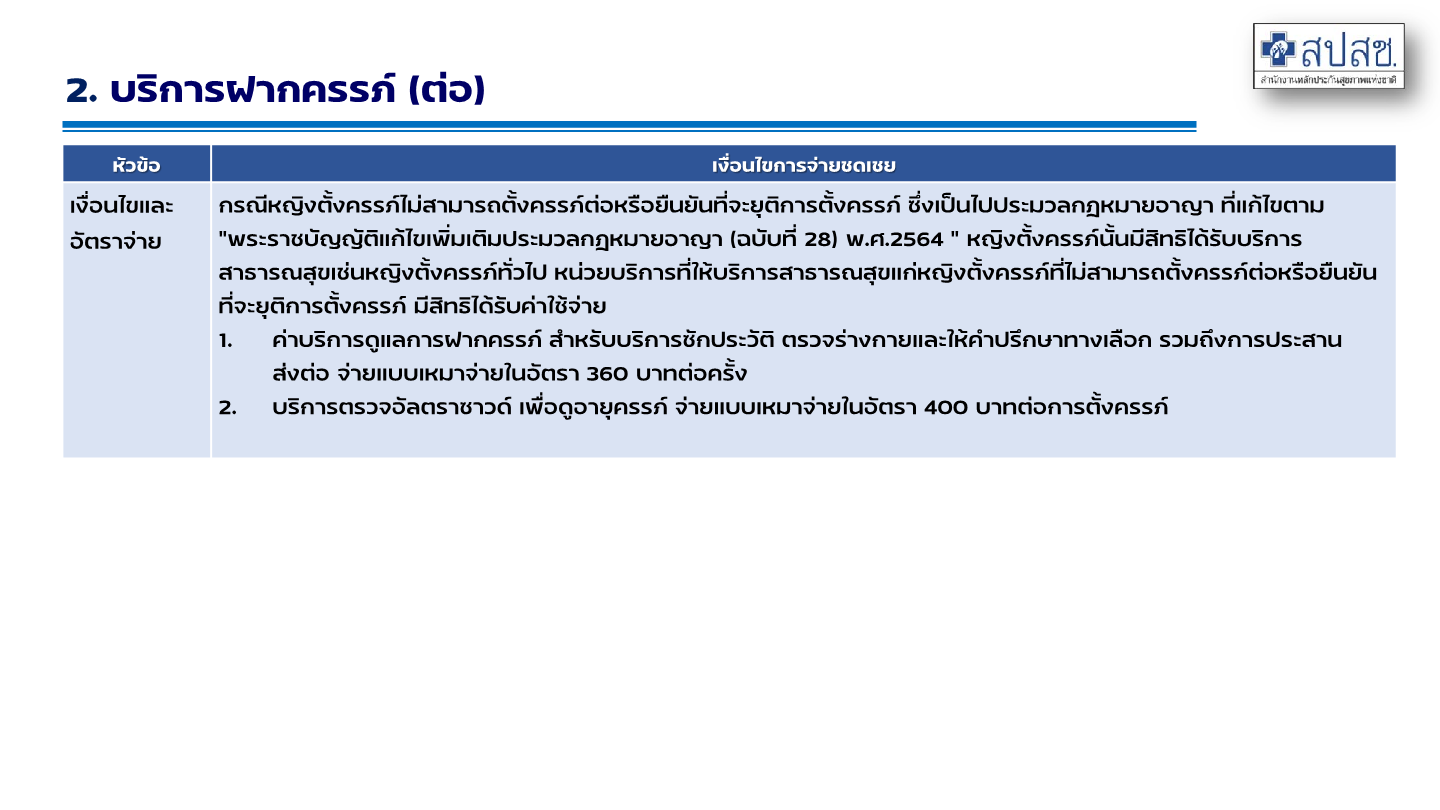 สปสช.
สำนักงานหลักประกันสุขภาพแห่งชาติ
2. บริการฝากครรภ์ (ต่อ)
หัวข้อ
เงื่อนไขการจ่ายชดเชย
เงื่อนไขและ
อัตราจ่าย
กรณีหญิงตั้งครรภ์ไม่สามารถตั้งครรภ์ต่อหรือยืนยันที่จะยุติการตั้งครรภ์ ซึ่งเป็นไปประมวลกฎหมายอาญา ที่แก้ไขตาม
"พระราชบัญญัติแก้ไขเพิ่มเติมประมวลกฎหมายอาญา (ฉบับที่ 28) พ.ศ.2564 " หญิงตั้งครรภ์นั้นมีสิทธิได้รับบริการ
สาธารณสุขเช่นหญิงตั้งครรภ์ทั่วไป หน่วยบริการที่ให้บริการสาธารณสุขแก่หญิงตั้งครรภ์ที่ไม่สามารถตั้งครรภ์ต่อหรือยืนยัน
ที่จะยุติการตั้งครรภ์ มีสิทธิได้รับค่าใช้จ่าย
1. ค่าบริการดูแลการฝากครรภ์ สำหรับบริการซักประวัติ ตรวจร่างกายและให้คำปรึกษาทางเลือก รวมถึงการประสาน
ส่งต่อ จ่ายแบบเหมาจ่ายในอัตรา 360 บาทต่อครั้ง
2. บริการตรวจอัลตราซาวด์ เพื่อดูอายุครรภ์ จ่ายแบบเหมาจ่ายในอัตรา 400 บาทต่อการตั้งครรภ์